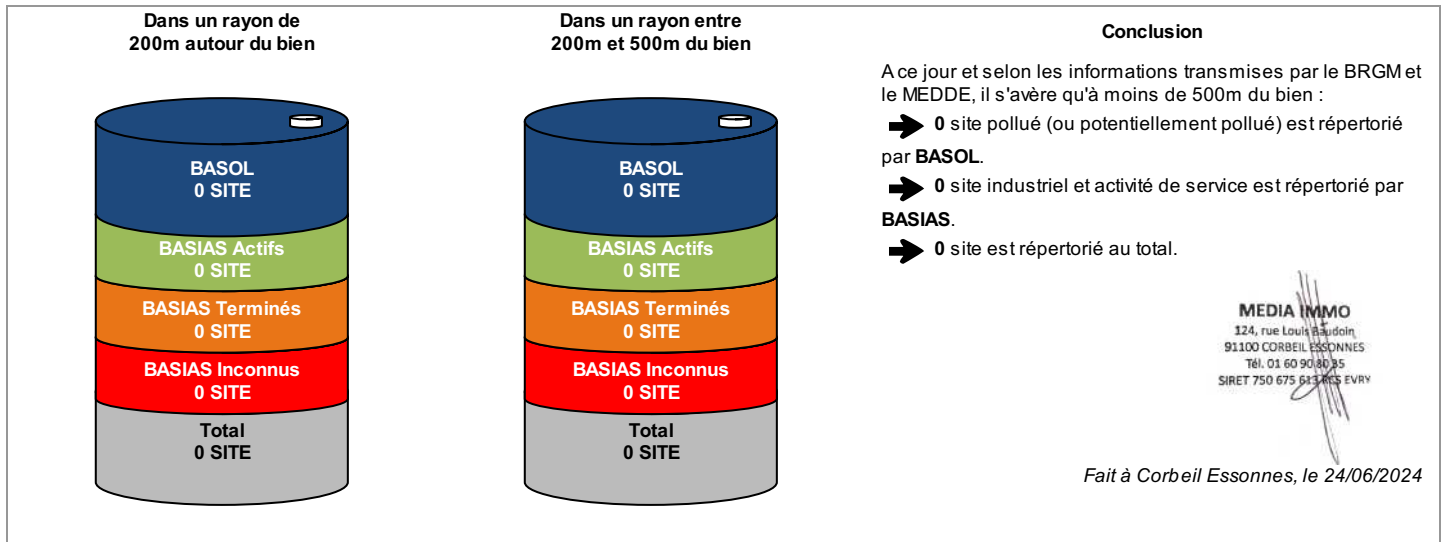 Dans un rayon de
200m autour du bien
BASOL
0 SITE
BASIAS Actifs
0 SITE
BASIAS Terminés
0 SITE
BASIAS Inconnus
0 SITE
Total
0 SITE
Dans un rayon entre
200m et 500m du bien
BASOL
0 SITE
BASIAS Actifs
0 SITE
BASIAS Terminés
0 SITE
BASIAS Inconnus
0 SITE
Total
0 SITE
Conclusion
A ce jour et selon les informations transmises par le BRGM et
le MEDDE, il s'avère qu'à moins de 500m du bien :
0 site pollué (ou potentiellement pollué) est répertorié
par BASOL.
0 site industriel et activité de service est répertorié par
BASIAS.
0 site est répertorié au total.
MEDIA IMMO
124, rue Louis Baudoin
91100 CORBEIL ESSONNES
Tél. 01 60 90 80 85
SIRET 750 675 613 RCS EVRY
Fait à Corbeil Essonnes, le 24/06/2024